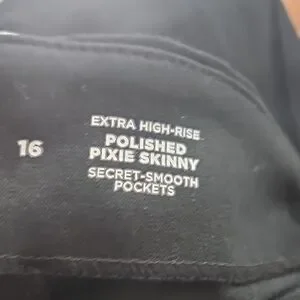 16
EXTRA HIGH-RISE
POLISHED
PIXIE SKINNY
SECRET-SMOOTH
POCKETS